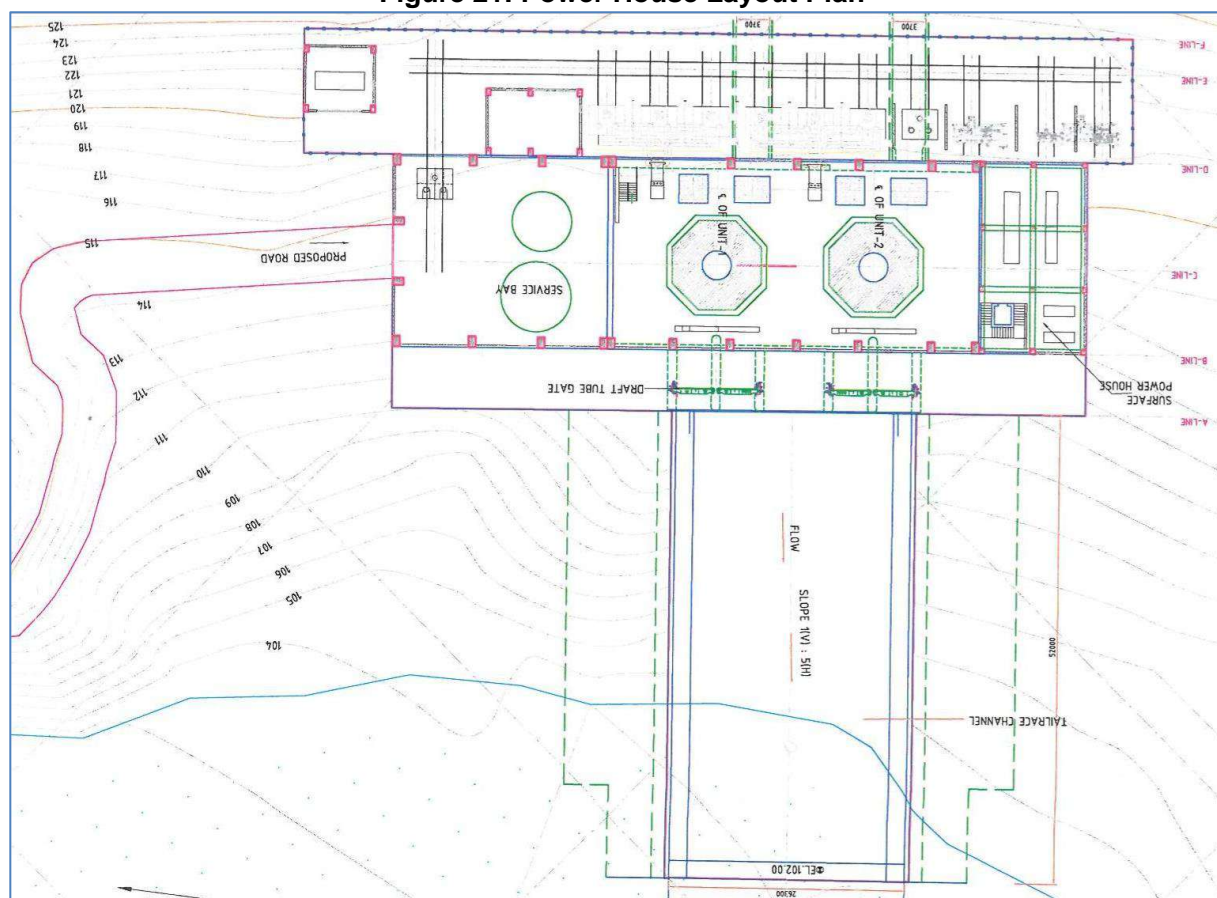 Figure 21: Power House Layout Plan
3700
3700
125
124
123
122
121
120
119
118
117
116
115
114
113
112
111
110
109
108
107
106
105
104
F-LINE
E-LINE
D-LINE
C-LINE
B-LINE
A-LINE
PROPOSED ROAD
SERVICE BAY
℄ OF UNIT-1
℄ OF UNIT-2
DRAFT TUBE GATE
SURFACE
POWER HOUSE
FLOW
SLOPE 1(V) : 5(H)
TAILRACE CHANNEL
EL.102.00
26300